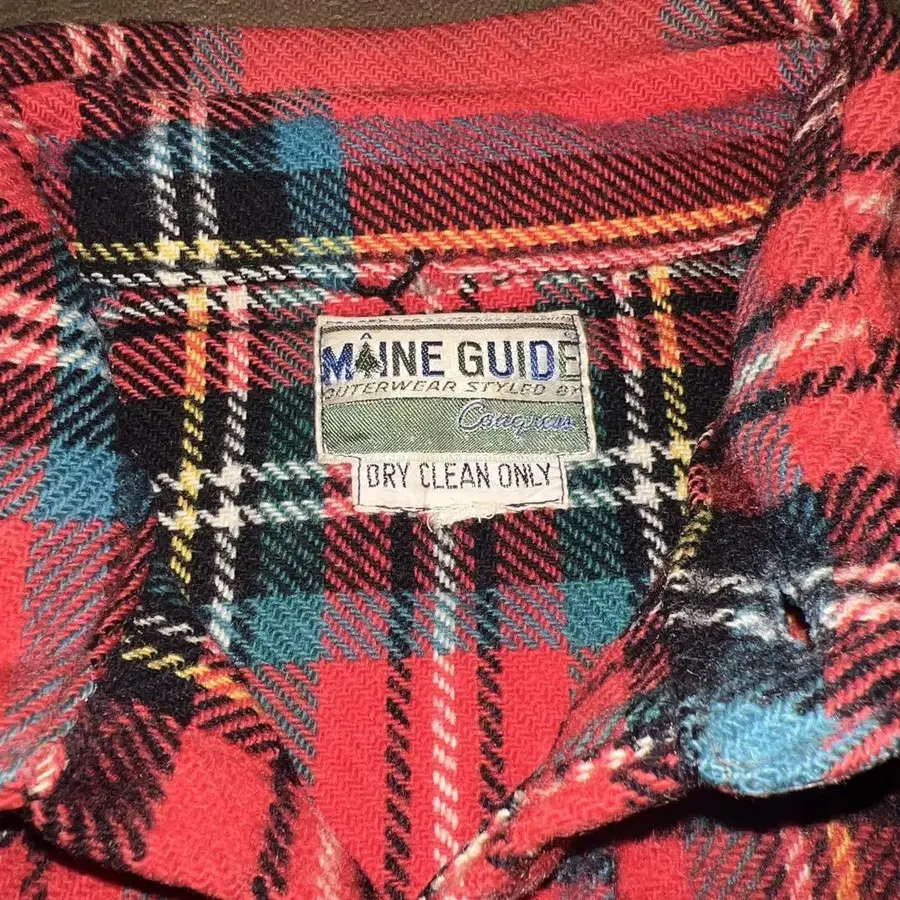 MAINE GUIDE
OUTERWEAR STYLED BY
Congress
DRY CLEAN ONLY